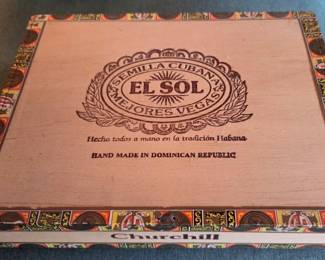 SEMILLA CUBANA
EL SOL
MEJORES VEGAS
Hecho todos a mano en la tradición Habana
HAND MADE IN DOMINICAN REPUBLIC
Churchill